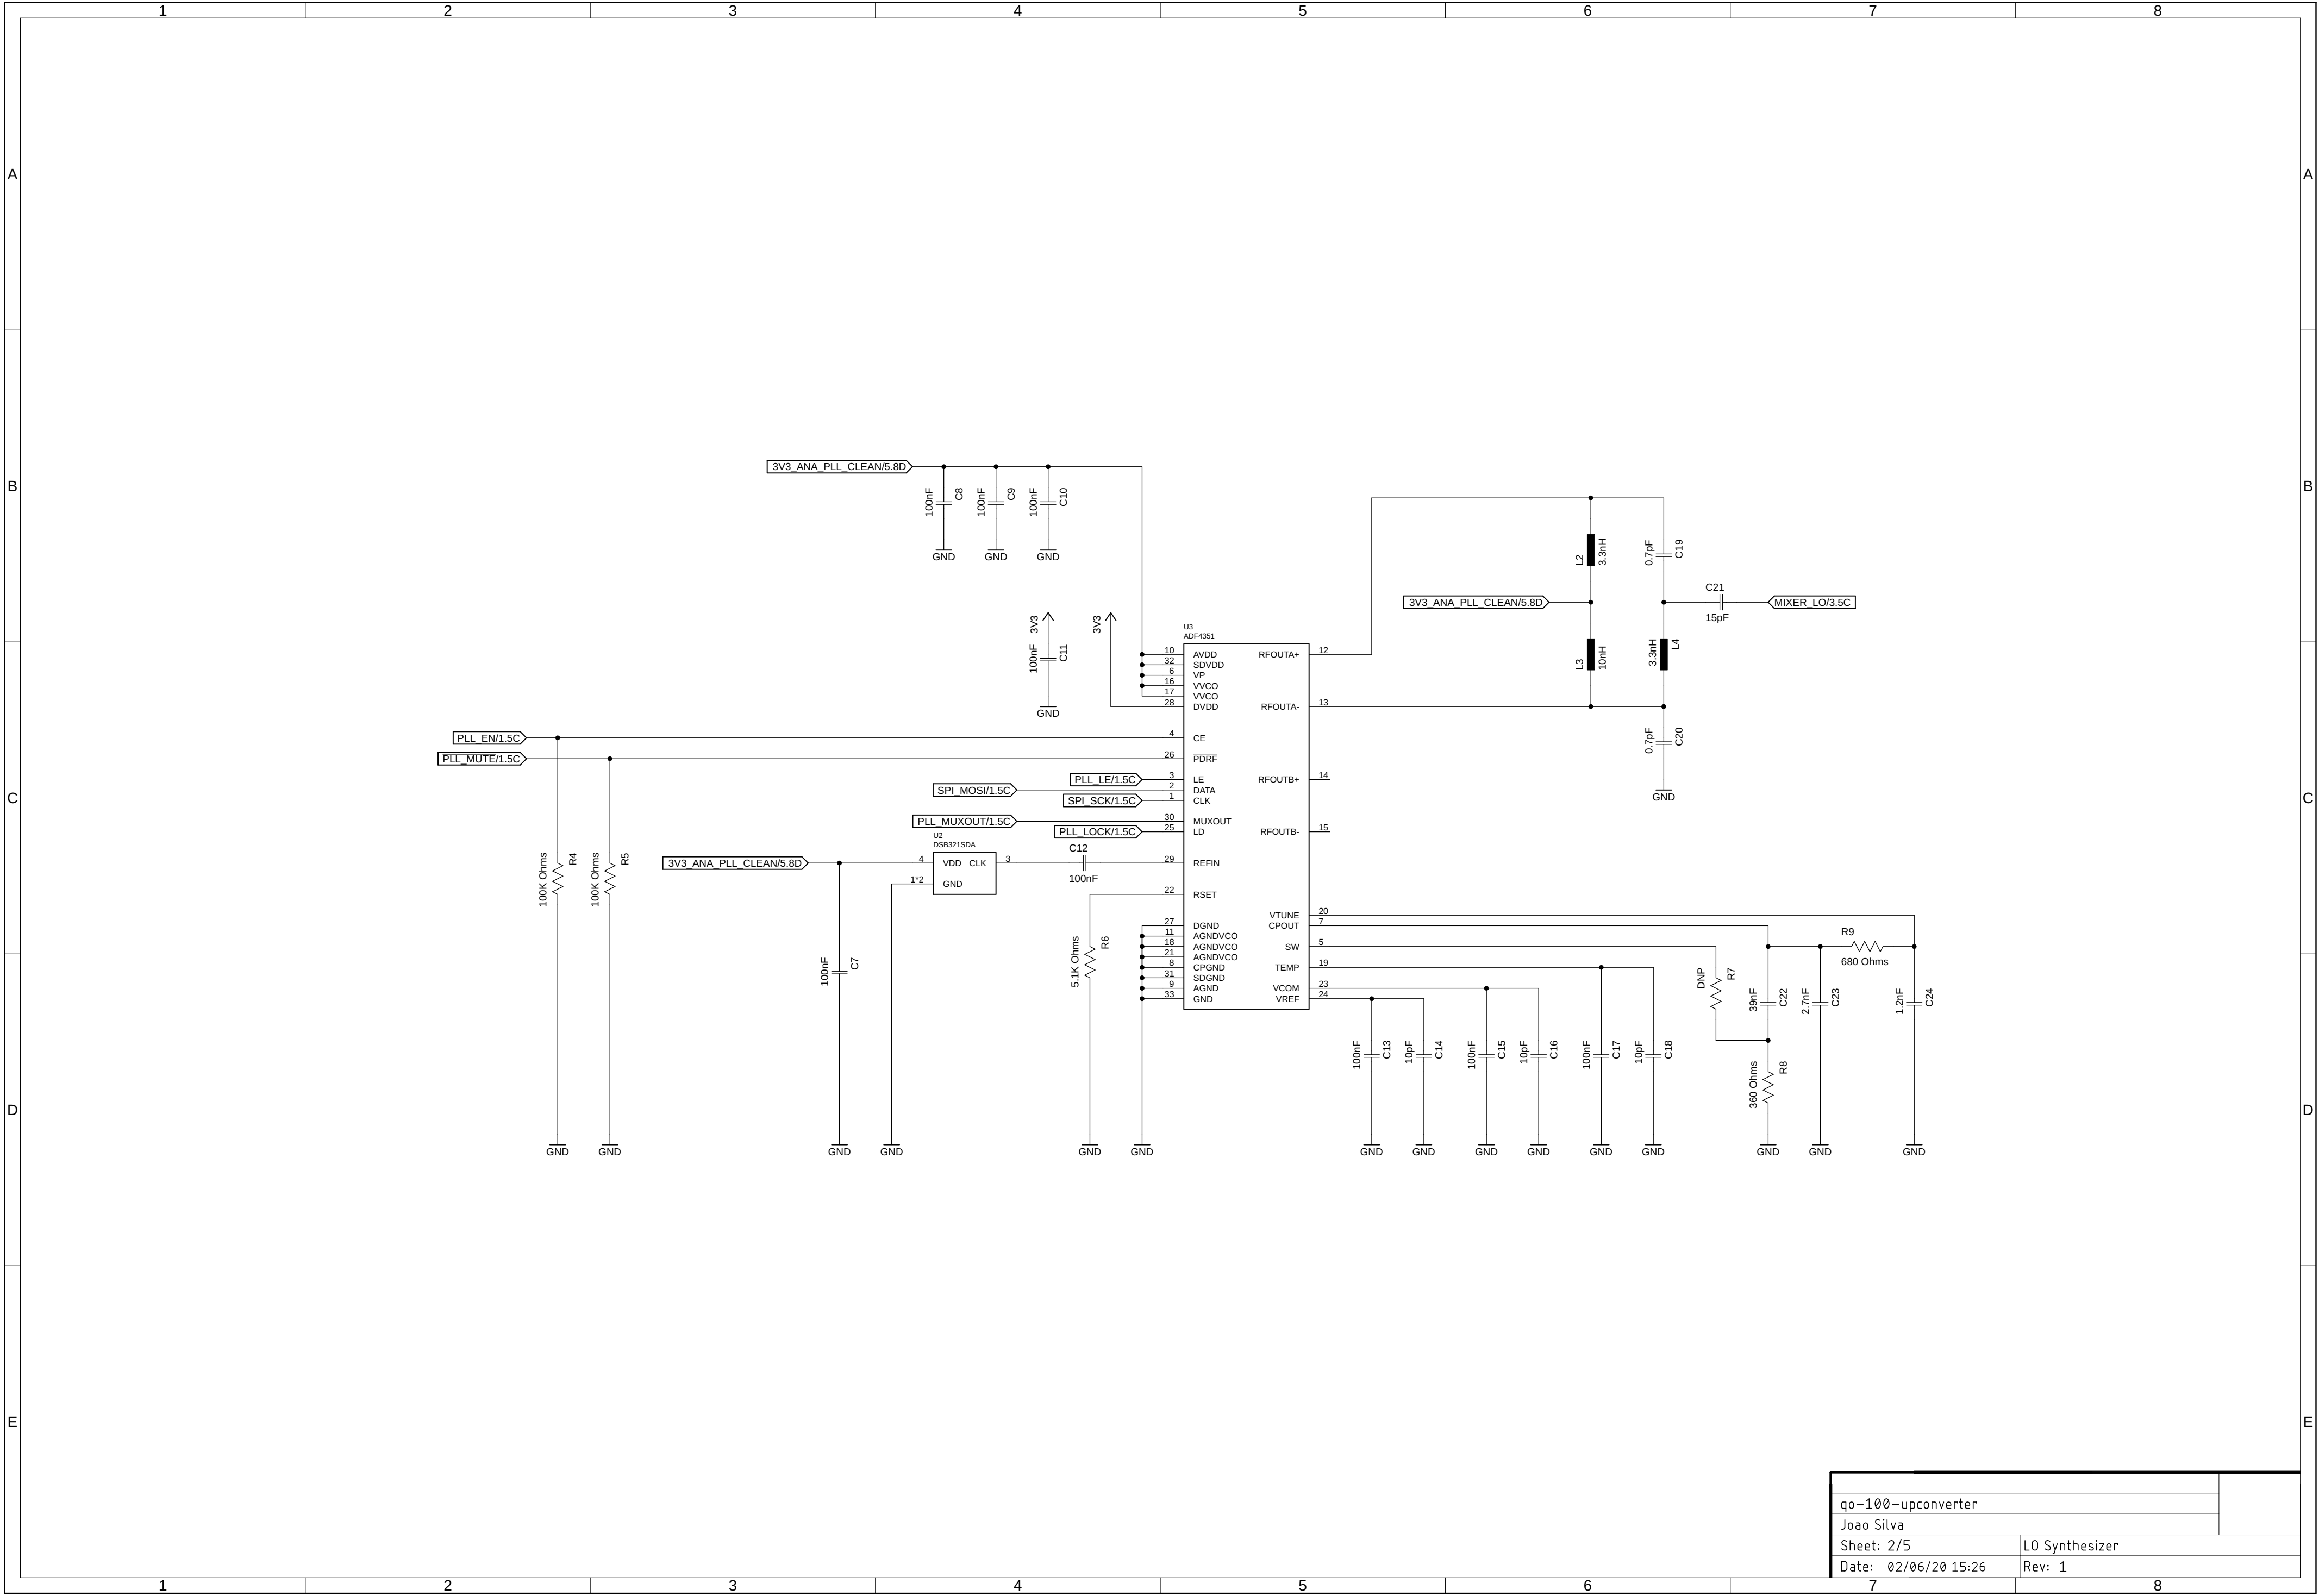 1 2 3 4 5 6 7 8
A A
3V3_ANA_PLL_CLEAN/5.8D
B B
100nF C8 100nF C9 100nF C10
GND GND GND
L2 3.3nH 0.7pF C19
C21
3V3_ANA_PLL_CLEAN/5.8D MIXER_LO/3.5C
15pF
3V3 3V3
U3
ADF4351
100nF C11
L3 10nH 3.3nH L4
10 AVDD RFOUTA+ 12
32 SDVDD
6 VP
16 VVCO
17 VVCO
28 DVDD RFOUTA- 13
GND
PLL_EN/1.5C 4 CE
0.7pF C20
PLL_MUTE/1.5C 26 PDRF
PLL_LE/1.5C 3 LE RFOUTB+ 14
SPI_MOSI/1.5C 2 DATA
SPI_SCK/1.5C 1 CLK
GND
C C
PLL_MUXOUT/1.5C 30 MUXOUT
PLL_LOCK/1.5C 25 LD RFOUTB- 15
U2
DSB321SDA
C12
3V3_ANA_PLL_CLEAN/5.8D 4 VDD CLK 3 29 REFIN
100nF
1*2 GND
100K Ohms R4 100K Ohms R5
22 RSET
VTUNE 20
27 DGND CPOUT 7
R9
11 AGNDVCO
18 AGNDVCO SW 5
21 AGNDVCO
680 Ohms
8 CPGND TEMP 19
31 SDGND
9 AGND VCOM 23
33 GND VREF 24
100nF C7 5.1K Ohms R6
DNP R7 39nF C22 2.7nF C23 1.2nF C24
100nF C13 10pF C14 100nF C15 10pF C16 100nF C17 10pF C18
360 Ohms R8
D D
GND GND GND GND GND GND GND GND GND GND GND GND GND GND GND
E E
qo-100-upconverter
Joao Silva
Sheet: 2/5 LO Synthesizer
Date: 02/06/20 15:26 Rev: 1
1 2 3 4 5 6 7 8